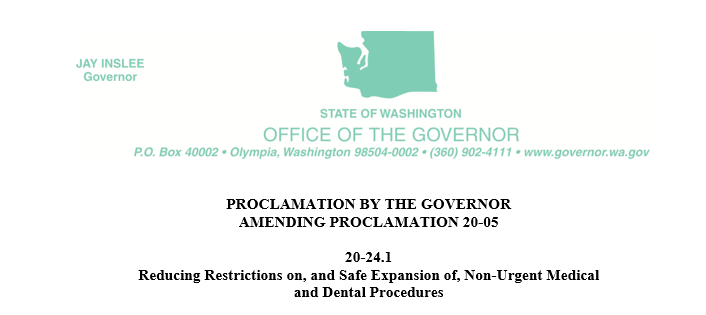 JAY INSLEE
Governor
STATE OF WASHINGTON
OFFICE OF THE GOVERNOR
P.O. Box 40002 • Olympia, Washington 98504-0002 • (360) 902-4111 • www.governor.wa.gov
PROCLAMATION BY THE GOVERNOR
AMENDING PROCLAMATION 20-05
20-24.1
Reducing Restrictions on, and Safe Expansion of, Non-Urgent Medical
and Dental Procedures